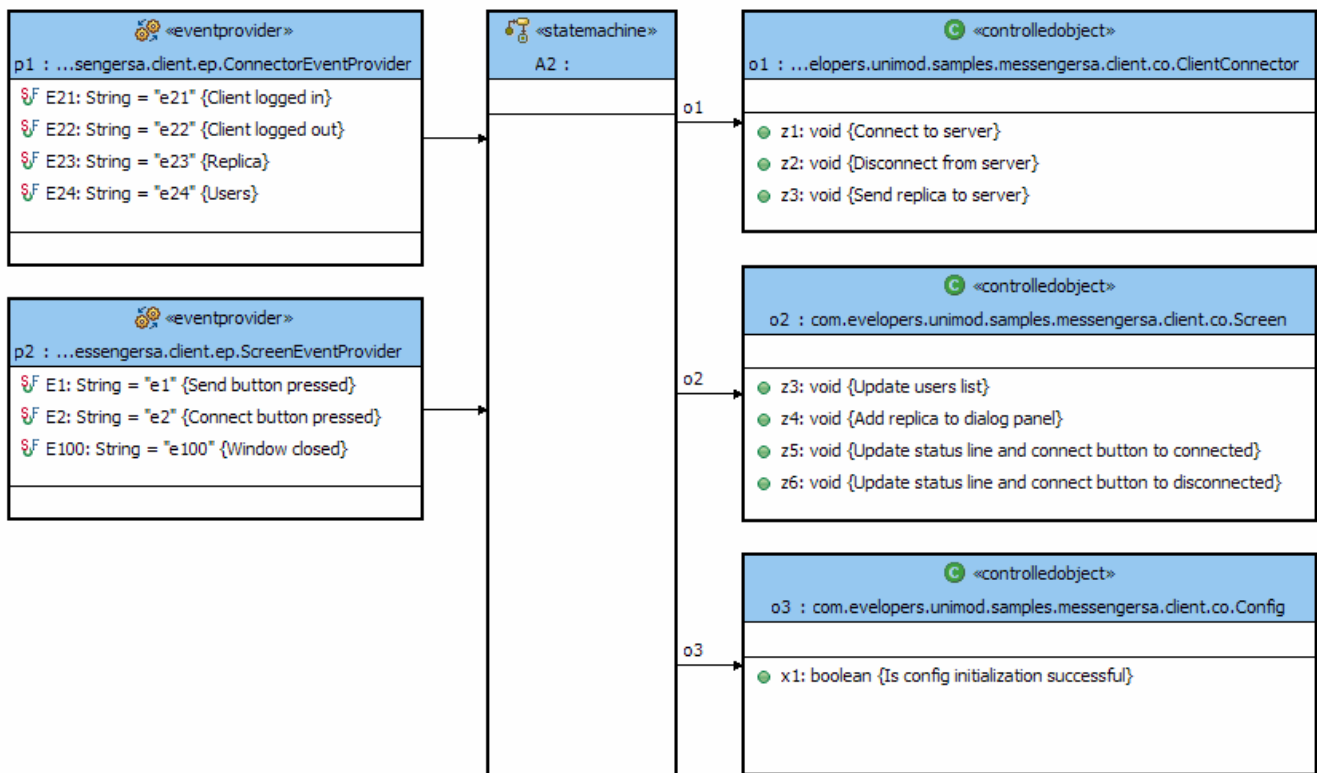 «eventprovider»
p1 : ...sengersa.client.ep.ConnectorEventProvider
E21: String = "e21" {Client logged in}
E22: String = "e22" {Client logged out}
E23: String = "e23" {Replica}
E24: String = "e24" {Users}
«eventprovider»
p2 : ...essengersa.client.ep.ScreenEventProvider
E1: String = "e1" {Send button pressed}
E2: String = "e2" {Connect button pressed}
E100: String = "e100" {Window closed}
«statemachine»
A2 :
o1
o2
o3
«controlledobject»
o1 : ...elopers.unimod.samples.messengersa.client.co.ClientConnector
z1: void {Connect to server}
z2: void {Disconnect from server}
z3: void {Send replica to server}
«controlledobject»
o2 : com.evelopers.unimod.samples.messengersa.client.co.Screen
z3: void {Update users list}
z4: void {Add replica to dialog panel}
z5: void {Update status line and connect button to connected}
z6: void {Update status line and connect button to disconnected}
«controlledobject»
o3 : com.evelopers.unimod.samples.messengersa.client.co.Config
x1: boolean {Is config initialization successful}